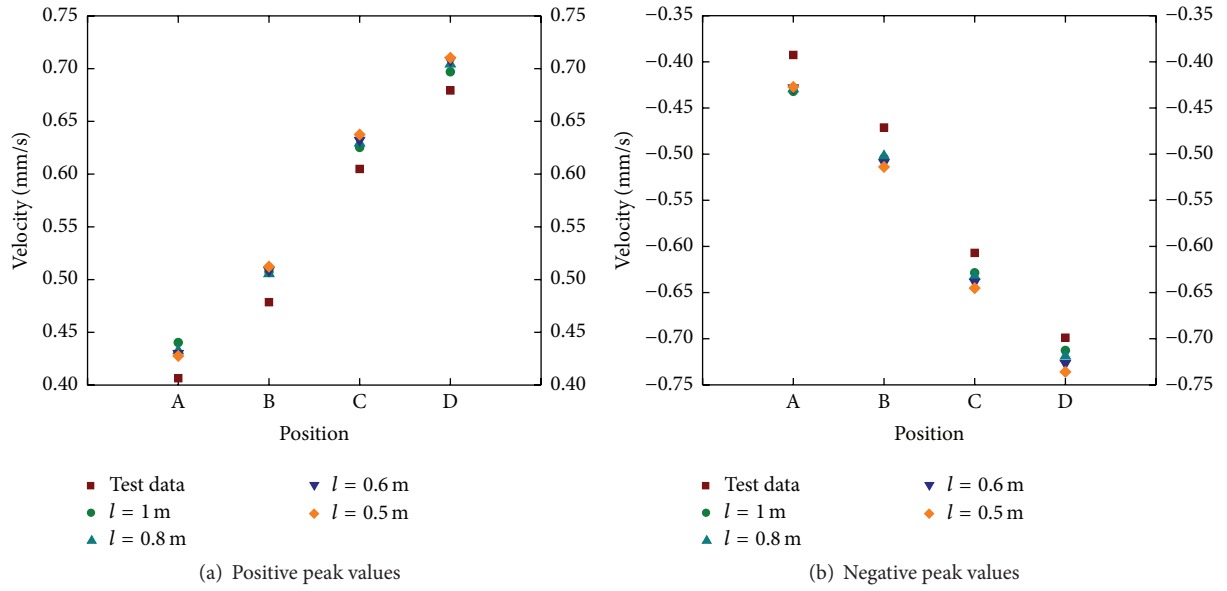 0.75 0.75
0.70 0.70
0.65 0.65
0.60 0.60
0.55 0.55
0.50 0.50
0.45 0.45
0.40 0.40
Velocity (mm/s)
A B C D
Position
Test data
l = 1 m
l = 0.8 m
l = 0.6 m
l = 0.5 m
(a) Positive peak values
−0.35 −0.35
−0.40 −0.40
−0.45 −0.45
−0.50 −0.50
−0.55 −0.55
−0.60 −0.60
−0.65 −0.65
−0.70 −0.70
−0.75 −0.75
Velocity (mm/s)
A B C D
Position
Test data
l = 1 m
l = 0.8 m
l = 0.6 m
l = 0.5 m
(b) Negative peak values